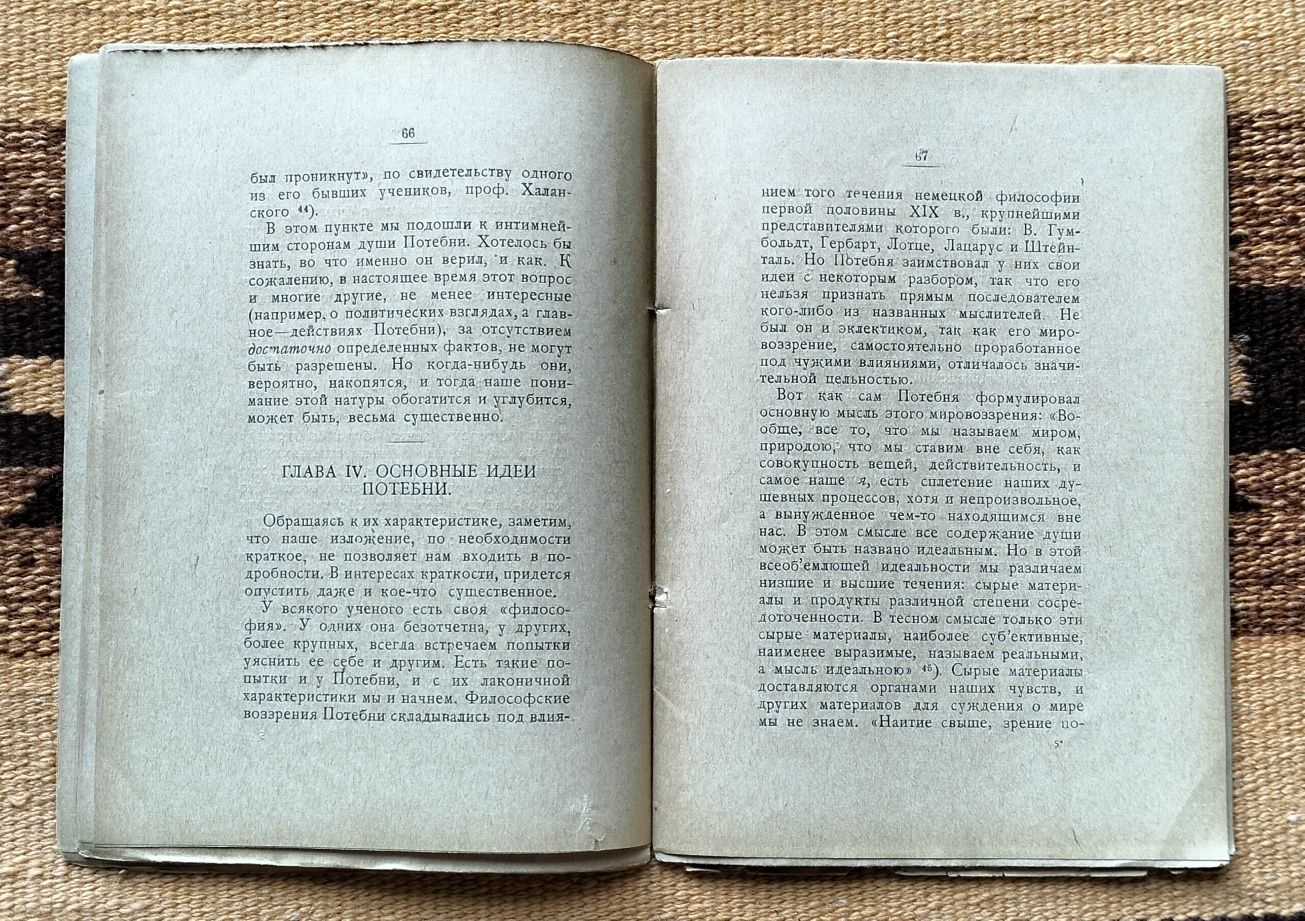 66
был проникнут», по свидетельству одного
из его бывших учеников, проф. Халан-
ского ⁴⁴).
В этом пункте мы подошли к интимней-
шим сторонам души Потебни. Хотелось бы
знать, во что именно он верил, и как. К
сожалению, в настоящее время этот вопрос
и многие другие, не менее интересные
(например, о политических взглядах, а глав-
ное—действиях Потебни), за отсутствием
достаточно определенных фактов, не могут
быть разрешены. Но когда-нибудь они,
вероятно, накопятся, и тогда наше пони-
мание этой натуры обогатится и углубится,
может быть, весьма существенно.
ГЛАВА IV. ОСНОВНЫЕ ИДЕИ
ПОТЕБНИ.
Обращаясь к их характеристике, заметим,
что наше изложение, по необходимости
краткое, не позволяет нам входить в по-
дробности. В интересах краткости, придется
опустить даже и кое-что существенное.
У всякого ученого есть своя «филосо-
фия». У одних она безотчетна, у других,
более крупных, всегда встречаем попытки
уяснить ее себе и другим. Есть такие по-
пытки и у Потебни, и с их лаконичной
характеристики мы и начнем. Философские
воззрения Потебни складывались под влия-
67
нием того течения немецкой философии
первой половины XIX в., крупнейшими
представителями которого были: В. Гум-
больдт, Гербарт, Лотце, Лацарус и Штейн-
таль. Но Потебня заимствовал у них свои
идеи с некоторым разбором, так что его
нельзя признать прямым последователем
кого-либо из названных мыслителей. Не
был он и эклектиком, так как его миро-
воззрение, самостоятельно проработанное
под чужими влияниями, отличалось значи-
тельной цельностью.
Вот как сам Потебня формулировал
основную мысль этого мировоззрения: «Во-
обще, все то, что мы называем миром,
природою, что мы ставим вне себя, как
совокупность вещей, действительность, и
самое наше я, есть сплетение наших ду-
шевных процессов, хотя и непроизвольное,
а вынужденное чем-то находящимся вне
нас. В этом смысле все содержание души
может быть названо идеальным. Но в этой
всеоб'емлющей идеальности мы различаем
низшие и высшие течения: сырые матери-
алы и продукты различной степени сосре-
доточенности. В тесном смысле только эти
сырые материалы, наиболее суб'ективные,
наименее выразимые, называем реальными,
а мысль идеальною» ⁴⁵). Сырые материалы
доставляются органами наших чувств, и
других материалов для суждения о мире
мы не знаем. «Наитие свыше, зрение по-
5*